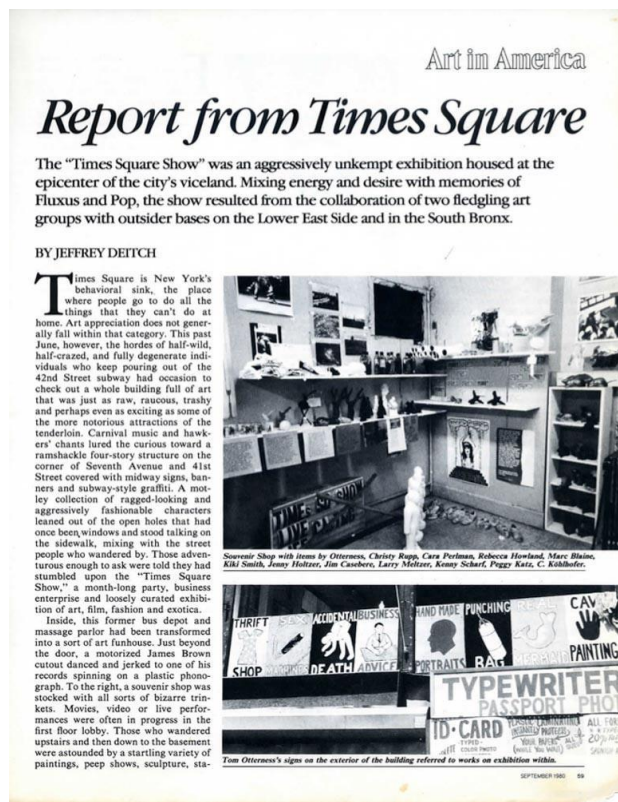 Art in America
Report from Times Square
The “Times Square Show” was an aggressively unkempt exhibition housed at the
epicenter of the city’s viceland. Mixing energy and desire with memories of
Fluxus and Pop, the show resulted from the collaboration of two fledgling art
groups with outsider bases on the Lower East Side and in the South Bronx.
BY JEFFREY DEITCH
Times Square is New York’s
behavioral sink, the place
where people go to do all the
things that they can’t do at
home. Art appreciation does not gener-
ally fall within that category. This past
June, however, the hordes of half-wild,
half-crazed, and fully degenerate indi-
viduals who keep pouring out of the
42nd Street subway had occasion to
check out a whole building full of art
that was just as raw, raucous, trashy
and perhaps even as exciting as some of
the more notorious attractions of the
tenderloin. Carnival music and hawk-
ers’ chants lured the curious toward a
ramshackle four-story structure on the
corner of Seventh Avenue and 41st
Street covered with midway signs, ban-
ners and subway-style graffiti. A mot-
ley collection of ragged-looking and
aggressively fashionable characters
leaned out of the open holes that had
once been windows and stood talking on
the sidewalk, mixing with the street
people who wandered by. Those adven-
turous enough to ask were told they had
stumbled upon the “Times Square
Show,” a month-long party, business
enterprise and loosely curated exhibi-
tion of art, film, fashion and exotica.
Inside, this former bus depot and
massage parlor had been transformed
into a sort of art funhouse. Just beyond
the door, a motorized James Brown
cutout danced and jerked to one of his
records spinning on a plastic phono-
graph. To the right, a souvenir shop was
stocked with all sorts of bizarre trin-
kets. Movies, video or live perfor-
mances were often in progress in the
first floor lobby. Those who wandered
upstairs and then down to the basement
were astounded by a startling variety of
paintings, peep shows, sculpture, sta-
Souvenir Shop with items by Otterness, Christy Rupp, Cara Perlman, Rebecca Howland, Marc Blaine,
Kiki Smith, Jenny Holtzer, Jim Casebere, Larry Meltzer, Kenny Scharf, Peggy Katz, C. Köhlhofer.
THRIFT
SHOP
SEX
ACCIDENTAL
DEATH
BUSINESS
ADVICE
HAND MADE
PORTRAITS
PUNCHING
BAG
REAL
MERMAID
CAV
PAINTING
TYPEWRITER
PASSPORT PHOT
ID·CARD
TYPED
COLOR PHOTO
PLASTIC LAMINATING
YOUR PAPERS
ALL FOR
20%
Tom Otterness’s signs on the exterior of the building referred to works on exhibition within.
SEPTEMBER 1980 59